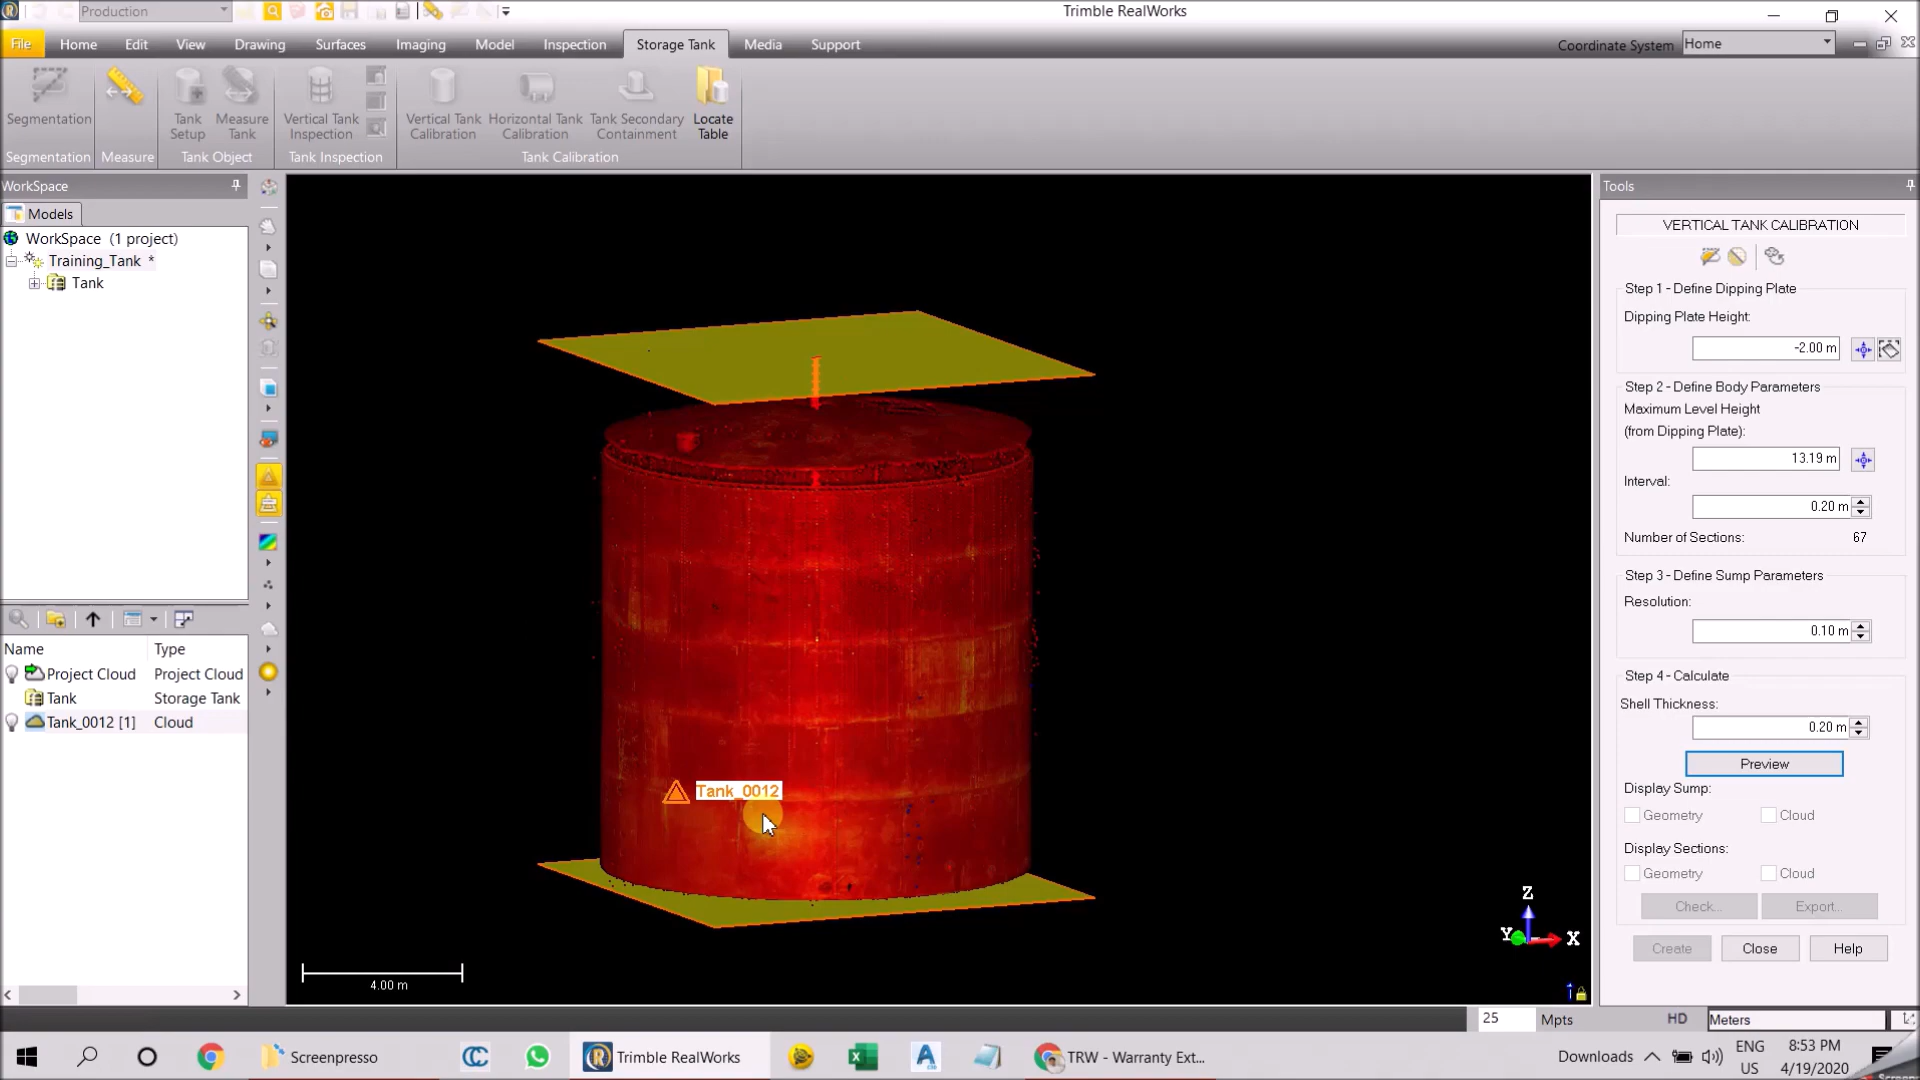 Production
Trimble RealWorks
File
Home
Edit
View
Drawing
Surfaces
Imaging
Model
Inspection
Storage Tank
Media
Support
Coordinate System
Home
Segmentation
Tank Setup
Measure Tank
Vertical Tank Inspection
Vertical Tank Calibration
Horizontal Tank Calibration
Tank Secondary Containment
Locate Table
Segmentation
Measure
Tank Object
Tank Inspection
Tank Calibration
WorkSpace
Models
WorkSpace (1 project)
Training_Tank *
Tank
Name Type
Project Cloud Project Cloud
Tank Storage Tank
Tank_0012 [1] Cloud
Tank_0012
4.00 m
Z
Y
X
Tools
VERTICAL TANK CALIBRATION
Step 1 - Define Dipping Plate
Dipping Plate Height:
-2.00 m
Step 2 - Define Body Parameters
Maximum Level Height
(from Dipping Plate):
13.19 m
Interval:
0.20 m
Number of Sections: 67
Step 3 - Define Sump Parameters
Resolution:
0.10 m
Step 4 - Calculate
Shell Thickness:
0.20 m
Preview
Display Sump:
Geometry Cloud
Display Sections:
Geometry Cloud
Check... Export...
Create Close Help
25 Mpts HD Meters
Screenpresso
Trimble RealWorks
TRW - Warranty Ext...
Downloads
ENG
US
8:53 PM
4/19/2020